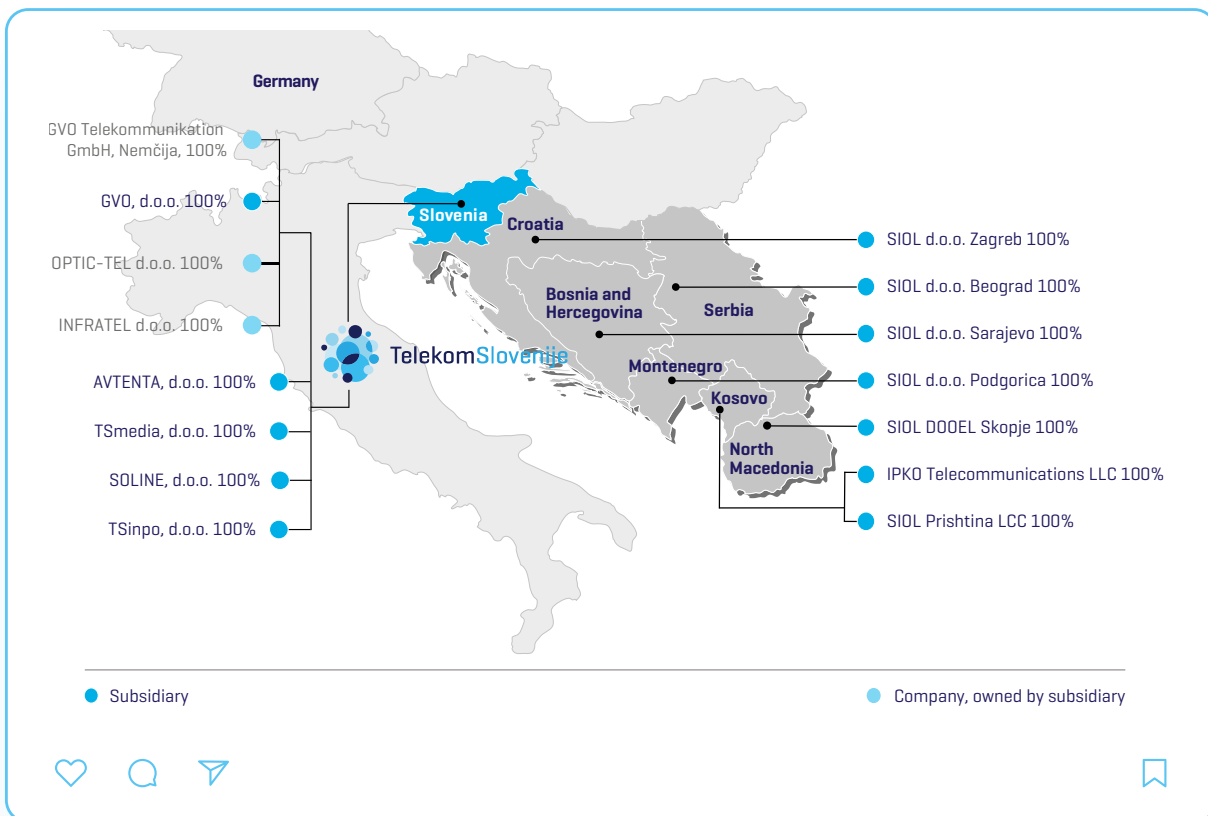 Germany
GVO Telekommunikation
GmbH, Nemčija, 100%
GVO, d.o.o. 100%
OPTIC-TEL d.o.o. 100%
INFRATEL d.o.o. 100%
AVTENTA, d.o.o. 100%
TSmedia, d.o.o. 100%
SOLINE, d.o.o. 100%
TSinpo, d.o.o. 100%
TelekomSlovenije
Slovenia
Croatia
Bosnia and
Hercegovina
Serbia
Montenegro
Kosovo
North
Macedonia
SIOL d.o.o. Zagreb 100%
SIOL d.o.o. Beograd 100%
SIOL d.o.o. Sarajevo 100%
SIOL d.o.o. Podgorica 100%
SIOL DOOEL Skopje 100%
IPKO Telecommunications LLC 100%
SIOL Prishtina LCC 100%
Subsidiary
Company, owned by subsidiary